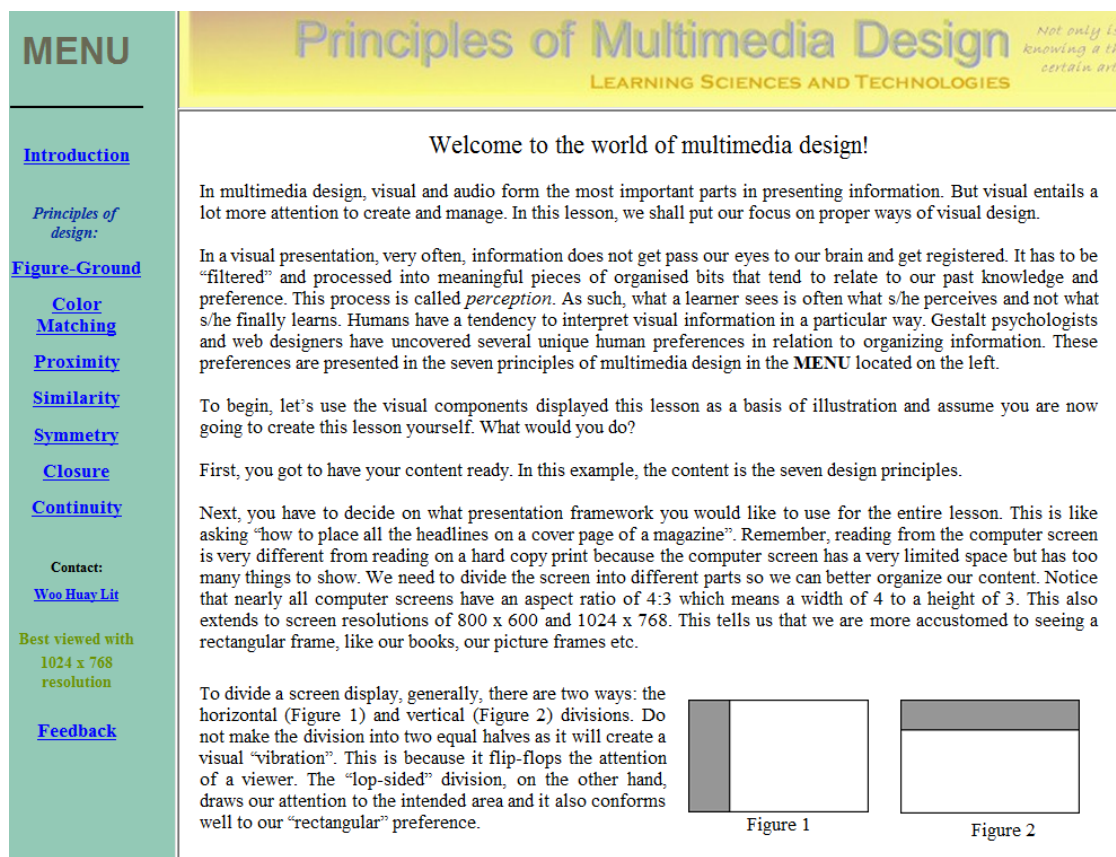 MENU
Introduction
Principles of
design:
Figure-Ground
Color
Matching
Proximity
Similarity
Symmetry
Closure
Continuity
Contact:
Woo Huay Lit
Best viewed with
1024 x 768
resolution
Feedback
Principles of Multimedia Design
LEARNING SCIENCES AND TECHNOLOGIES
Not only is
knowing a
certain
Welcome to the world of multimedia design!
In multimedia design, visual and audio form the most important parts in presenting information. But visual entails a
lot more attention to create and manage. In this lesson, we shall put our focus on proper ways of visual design.
In a visual presentation, very often, information does not get pass our eyes to our brain and get registered. It has to be
“filtered” and processed into meaningful pieces of organised bits that tend to relate to our past knowledge and
preference. This process is called perception. As such, what a learner sees is often what s/he perceives and not what
s/he finally learns. Humans have a tendency to interpret visual information in a particular way. Gestalt psychologists
and web designers have uncovered several unique human preferences in relation to organizing information. These
preferences are presented in the seven principles of multimedia design in the MENU located on the left.
To begin, let’s use the visual components displayed this lesson as a basis of illustration and assume you are now
going to create this lesson yourself. What would you do?
First, you got to have your content ready. In this example, the content is the seven design principles.
Next, you have to decide on what presentation framework you would like to use for the entire lesson. This is like
asking “how to place all the headlines on a cover page of a magazine”. Remember, reading from the computer screen
is very different from reading on a hard copy print because the computer screen has a very limited space but has too
many things to show. We need to divide the screen into different parts so we can better organize our content. Notice
that nearly all computer screens have an aspect ratio of 4:3 which means a width of 4 to a height of 3. This also
extends to screen resolutions of 800 x 600 and 1024 x 768. This tells us that we are more accustomed to seeing a
rectangular frame, like our books, our picture frames etc.
To divide a screen display, generally, there are two ways: the
horizontal (Figure 1) and vertical (Figure 2) divisions. Do
not make the division into two equal halves as it will create a
visual “vibration”. This is because it flip-flops the attention
of a viewer. The “lop-sided” division, on the other hand,
draws our attention to the intended area and it also conforms
well to our “rectangular” preference.
Figure 1
Figure 2